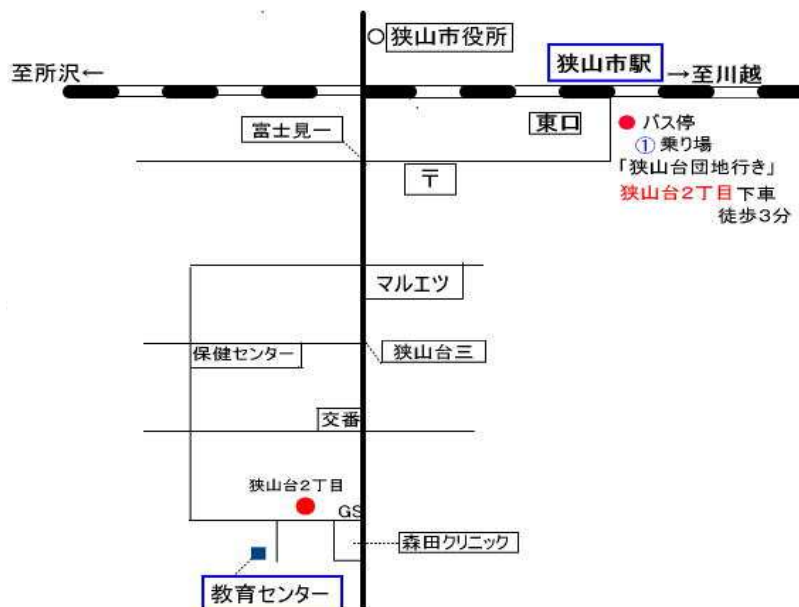 狭山市役所
狭山市駅
至所沢←
→至川越
富士見一
東口
バス停
① 乗り場
〒
「狭山台団地行き」
狭山台2丁目下車
徒歩3分
マルエツ
保健センター
狭山台三
交番
狭山台2丁目
GS
森田クリニック
教育センター